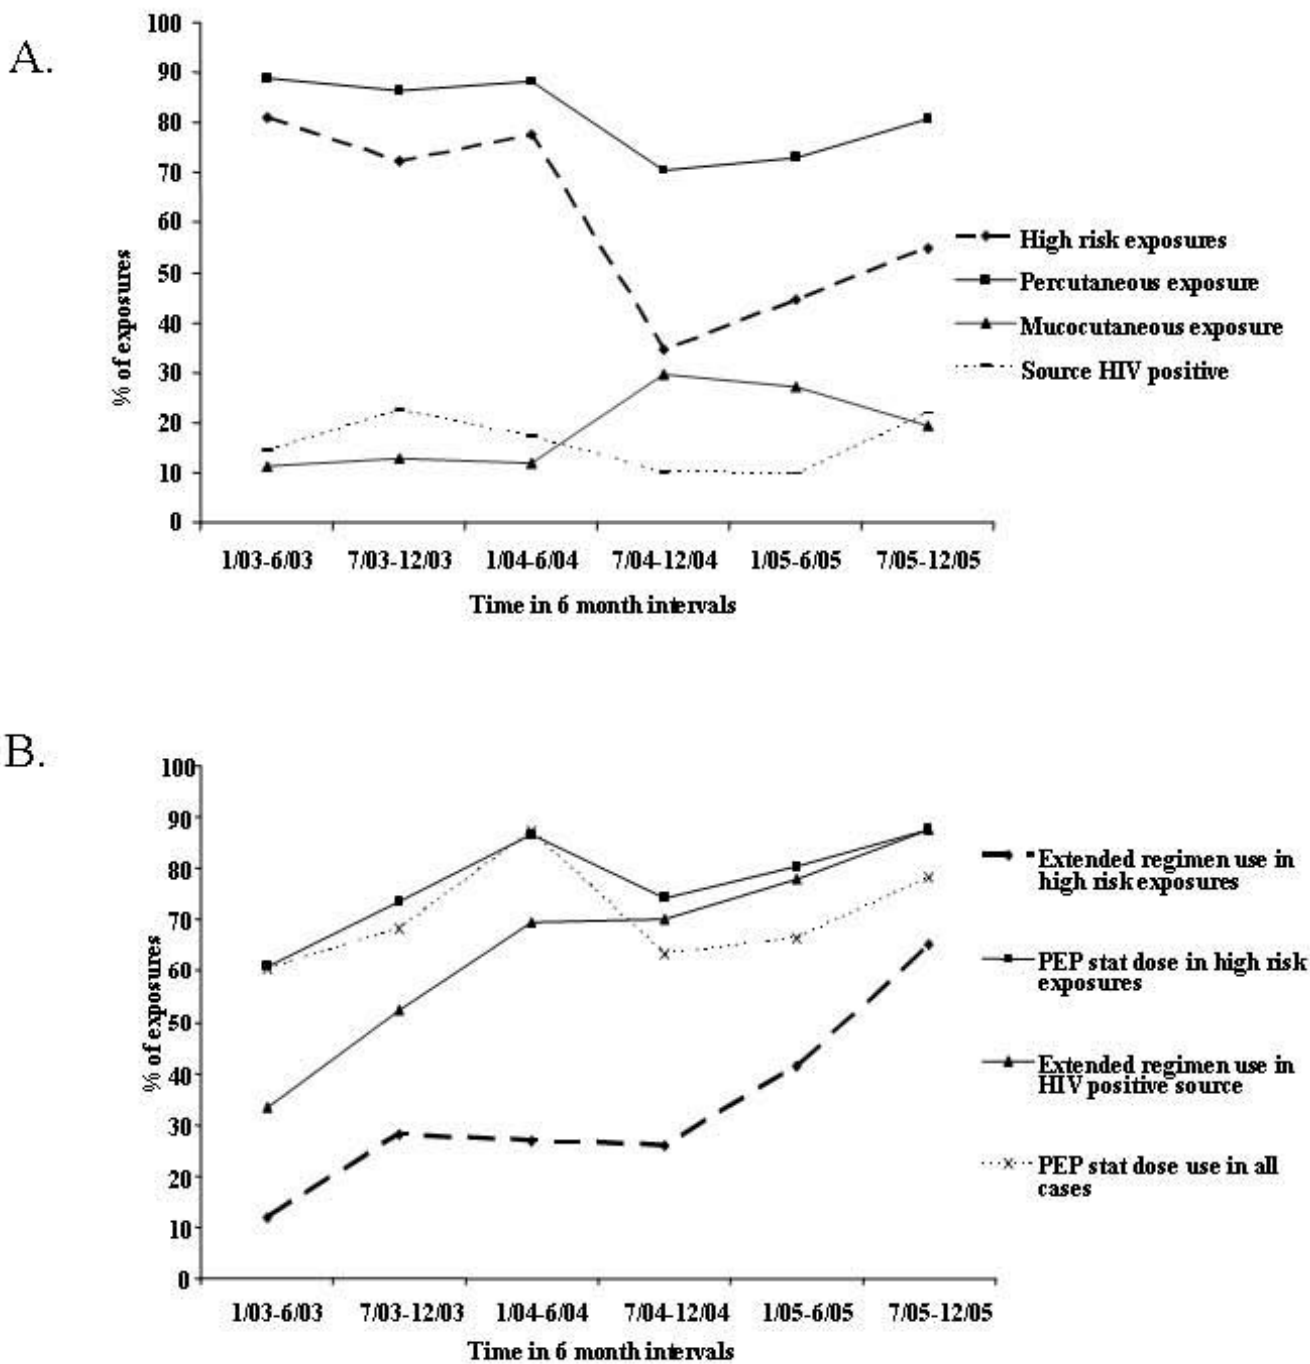 A.
100
90
80
70
60
50
40
30
20
10
0
% of exposures
1/03-6/03 7/03-12/03 1/04-6/04 7/04-12/04 1/05-6/05 7/05-12/05
Time in 6 month intervals
High risk exposures
Percutaneous exposure
Mucocutaneous exposure
Source HIV positive
B.
100
90
80
70
60
50
40
30
20
10
0
% of exposures
1/03-6/03 7/03-12/03 1/04-6/04 7/04-12/04 1/05-6/05 7/05-12/05
Time in 6 month intervals
Extended regimen use in
high risk exposures
PEP stat dose in high risk
exposures
Extended regimen use in
HIV positive source
PEP stat dose use in all
cases